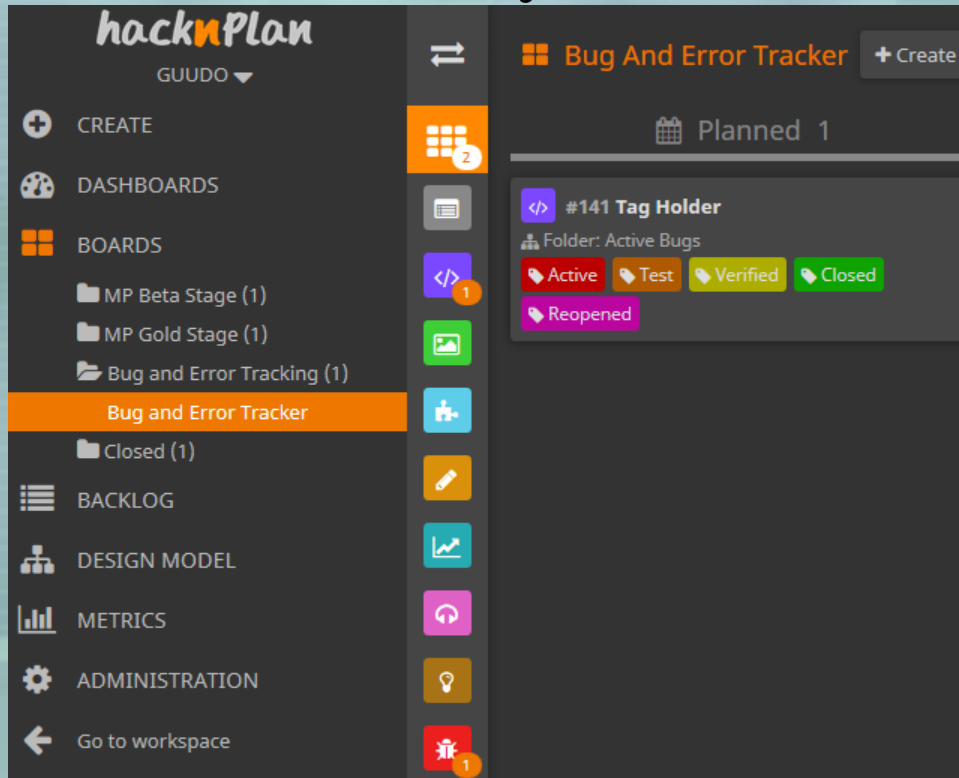 hacknPlan
GUUDO
CREATE
DASHBOARDS
BOARDS
MP Beta Stage (1)
MP Gold Stage (1)
Bug and Error Tracking (1)
Bug and Error Tracker
Closed (1)
BACKLOG
DESIGN MODEL
METRICS
ADMINISTRATION
Go to workspace
2
1
1
Bug And Error Tracker + Create
Planned 1
</> #141 Tag Holder
Folder: Active Bugs
Active Test Verified Closed
Reopened